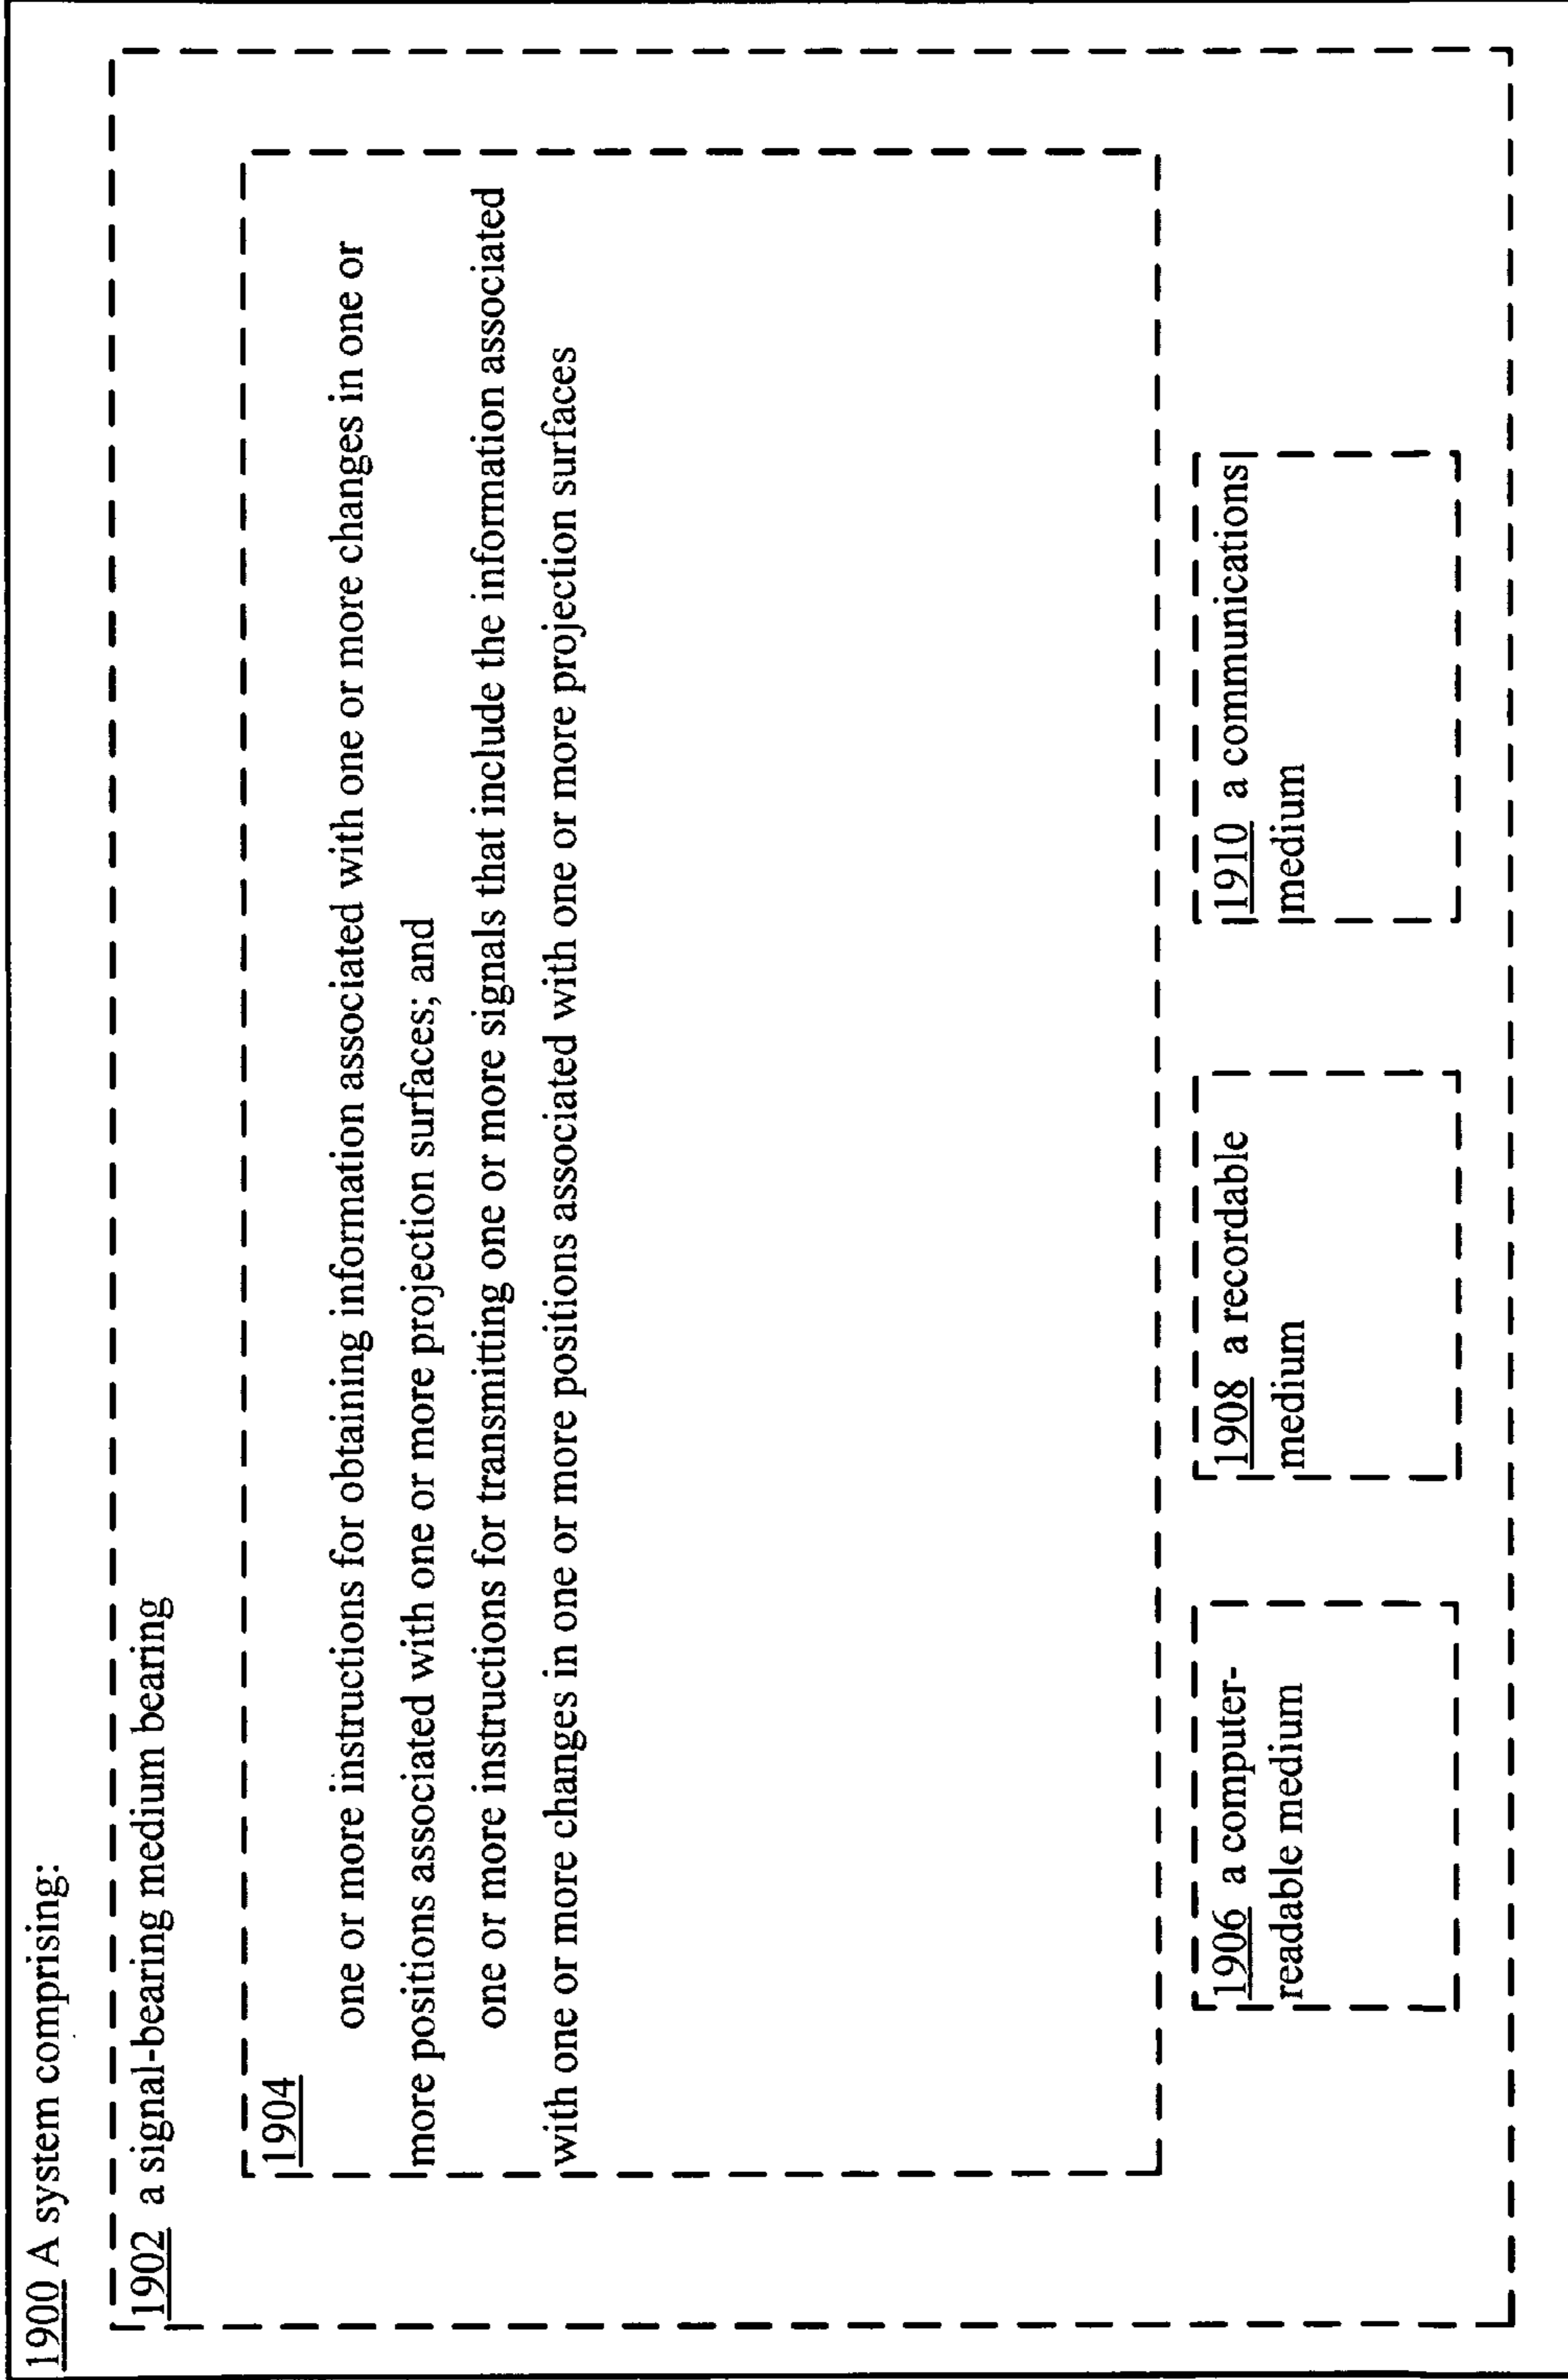 1900 A system comprising:
1902 a signal-bearing medium bearing
1904
one or more instructions for obtaining information associated with one or more changes in one or
more positions associated with one or more projection surfaces; and
one or more instructions for transmitting one or more signals that include the information associated
with one or more changes in one or more positions associated with one or more projection surfaces
1906 a computer-
readable medium
1908 a recordable
medium
1910 a communications
medium